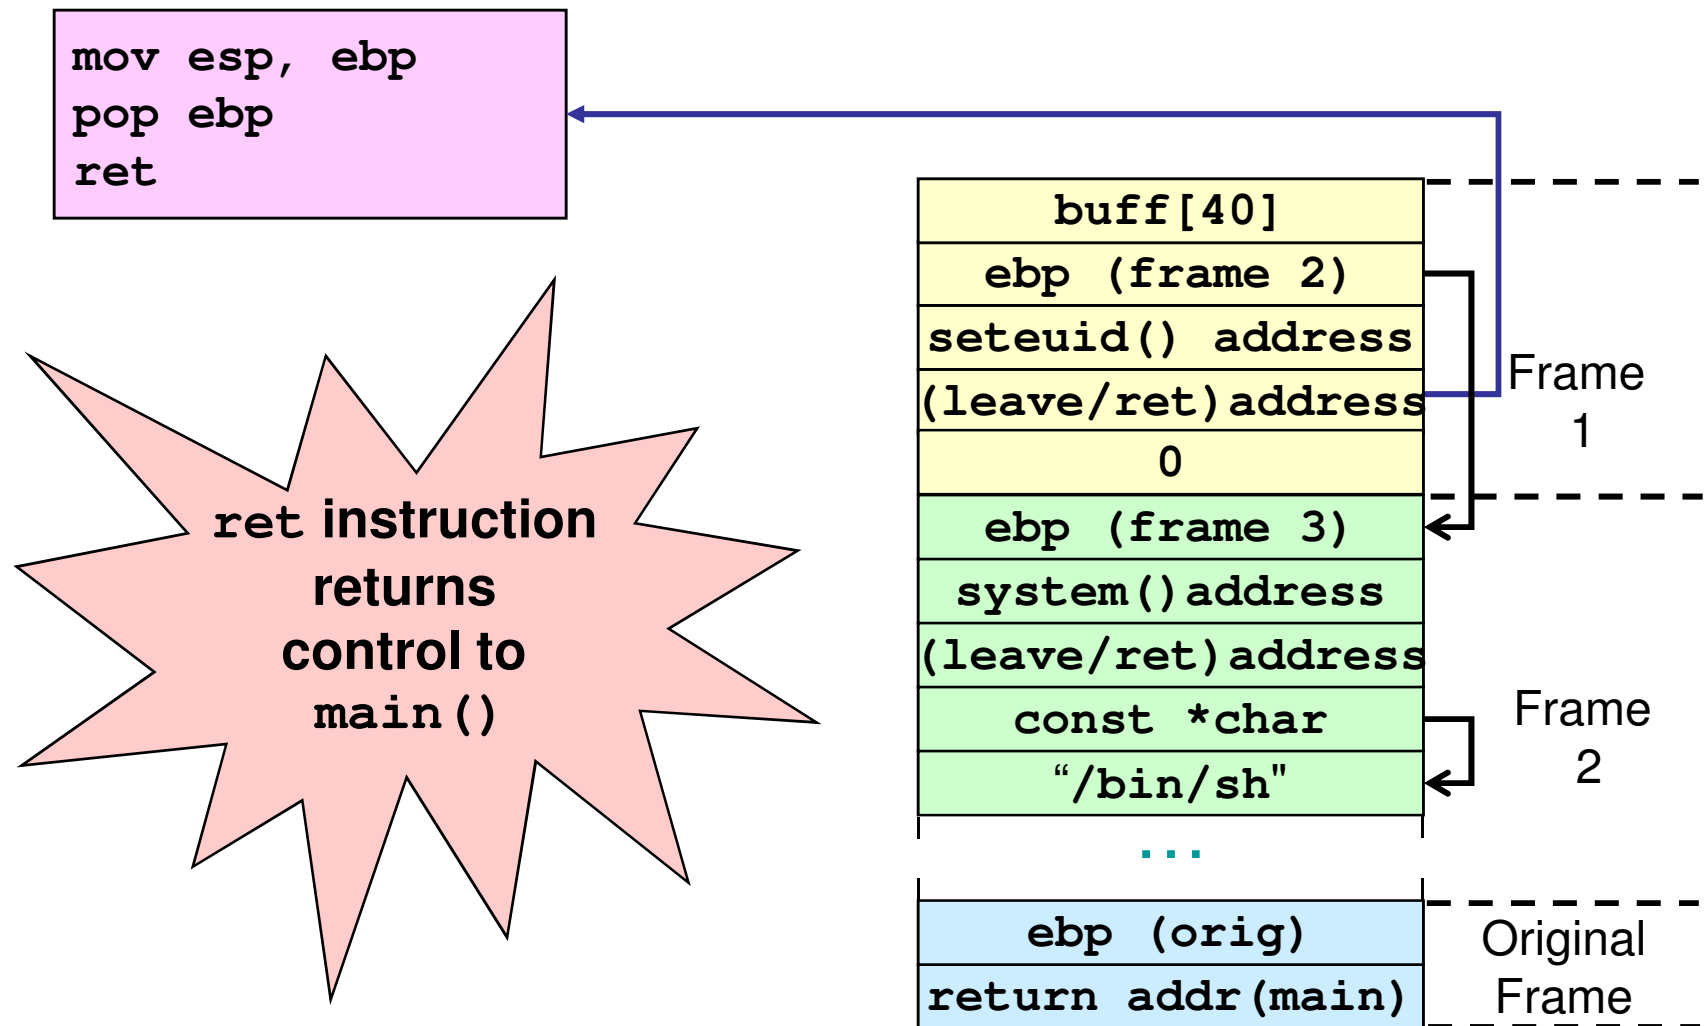 mov esp, ebp
pop ebp
ret
buff[40]
ebp (frame 2)
seteuid() address
(leave/ret)address
0
Frame
1
ebp (frame 3)
system()address
(leave/ret)address
const *char
“/bin/sh"
Frame
2
...
ebp (orig)
return addr(main)
Original
Frame
ret instruction
returns
control to
main()